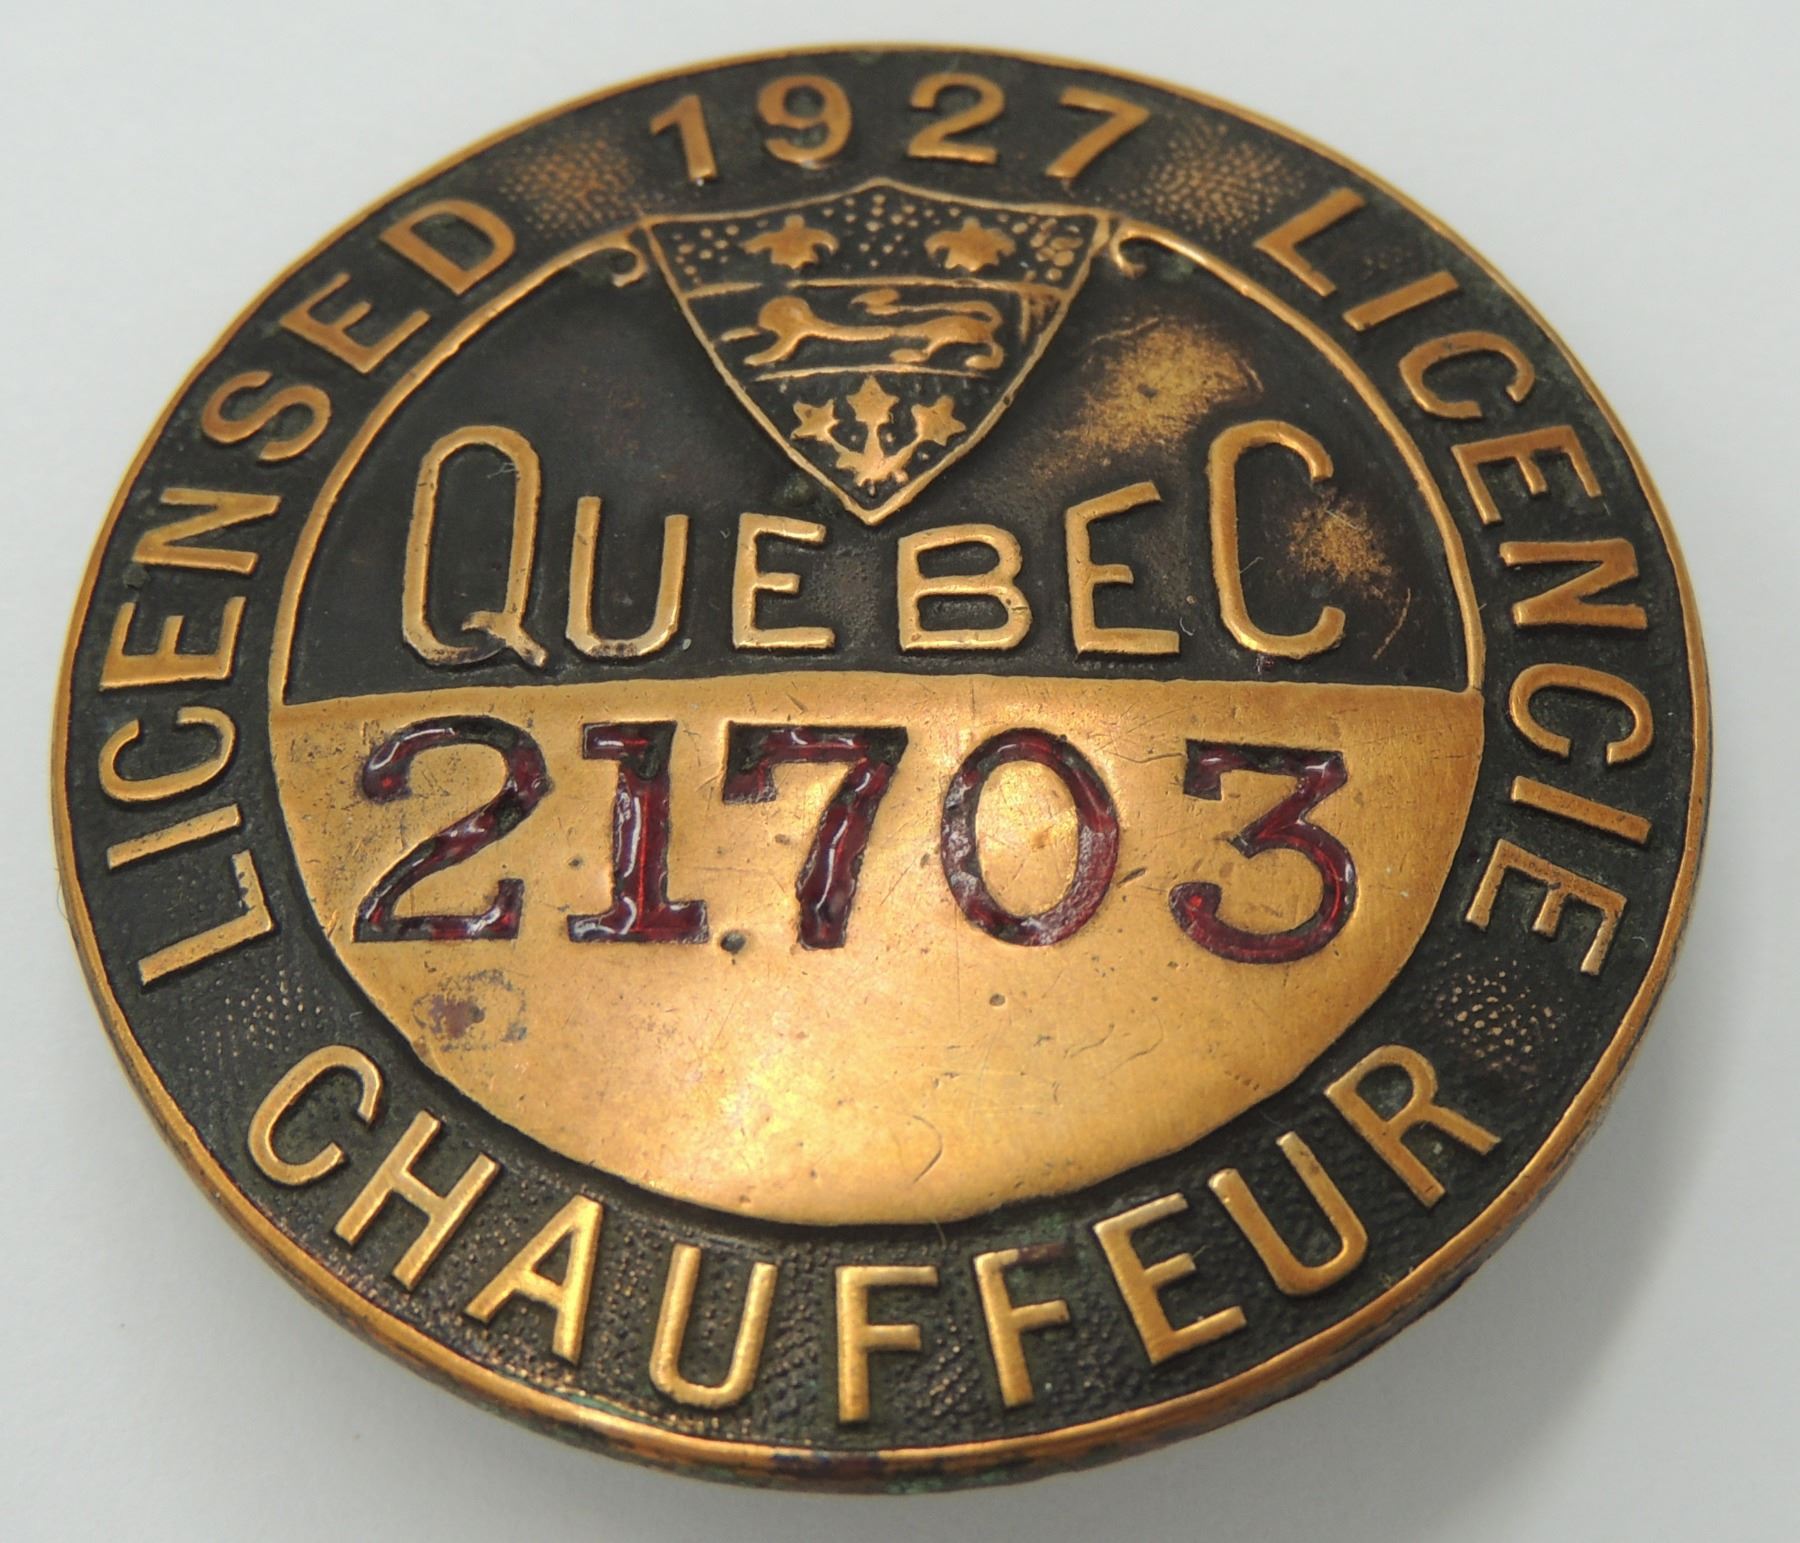 1927
LICENSED
LICENCIE
QUEBEC
21703
CHAUFFEUR